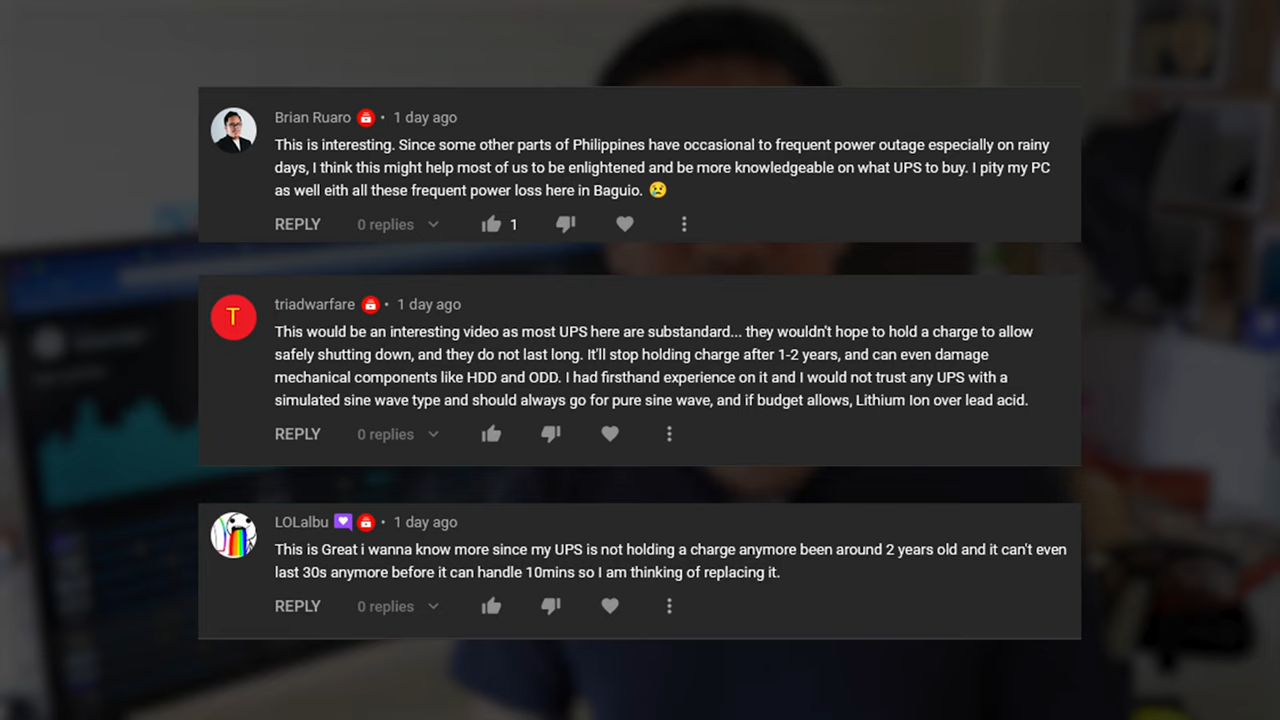 Brian Ruaro • 1 day ago
This is interesting. Since some other parts of Philippines have occasional to frequent power outage especially on rainy
days, I think this might help most of us to be enlightened and be more knowledgeable on what UPS to buy. I pity my PC
as well eith all these frequent power loss here in Baguio. 😢
REPLY 0 replies 1
T
triadwarfare • 1 day ago
This would be an interesting video as most UPS here are substandard... they wouldn't hope to hold a charge to allow
safely shutting down, and they do not last long. It'll stop holding charge after 1-2 years, and can even damage
mechanical components like HDD and ODD. I had firsthand experience on it and I would not trust any UPS with a
simulated sine wave type and should always go for pure sine wave, and if budget allows, Lithium Ion over lead acid.
REPLY 0 replies
LOLalbu • 1 day ago
This is Great i wanna know more since my UPS is not holding a charge anymore been around 2 years old and it can't even
last 30s anymore before it can handle 10mins so I am thinking of replacing it.
REPLY 0 replies